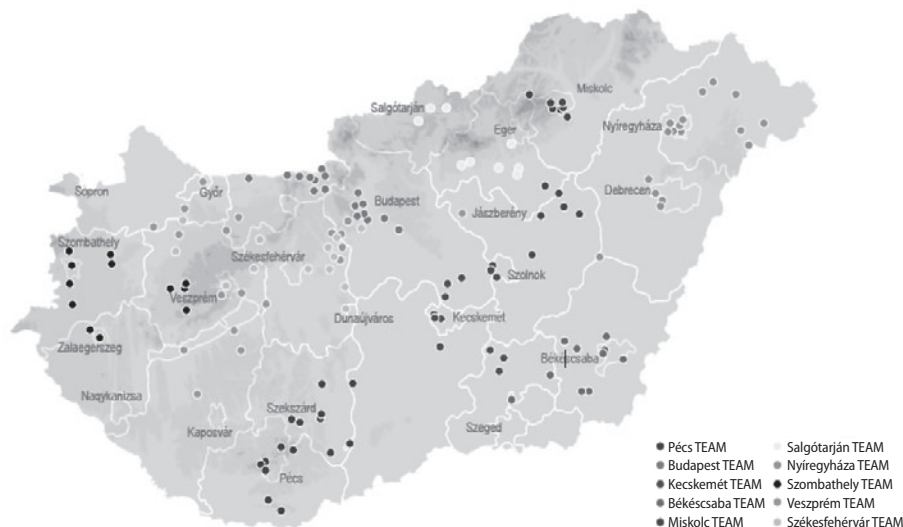 Miskolc
Salgótarján
Eger
Nyíregyháza
Sopron
Győr
Budapest
Jászberény
Debrecen
Szombathely
Székesfehérvár
Szolnok
Veszprém
Dunaújváros
Kecskemét
Zalaegerszeg
Békéscsaba
Nagykanizsa
Szekszárd
Kaposvár
Szeged
Pécs
Pécs TEAM
Budapest TEAM
Kecskemét TEAM
Békéscsaba TEAM
Miskolc TEAM
Salgótarján TEAM
Nyíregyháza TEAM
Szombathely TEAM
Veszprém TEAM
Székesfehérvár TEAM